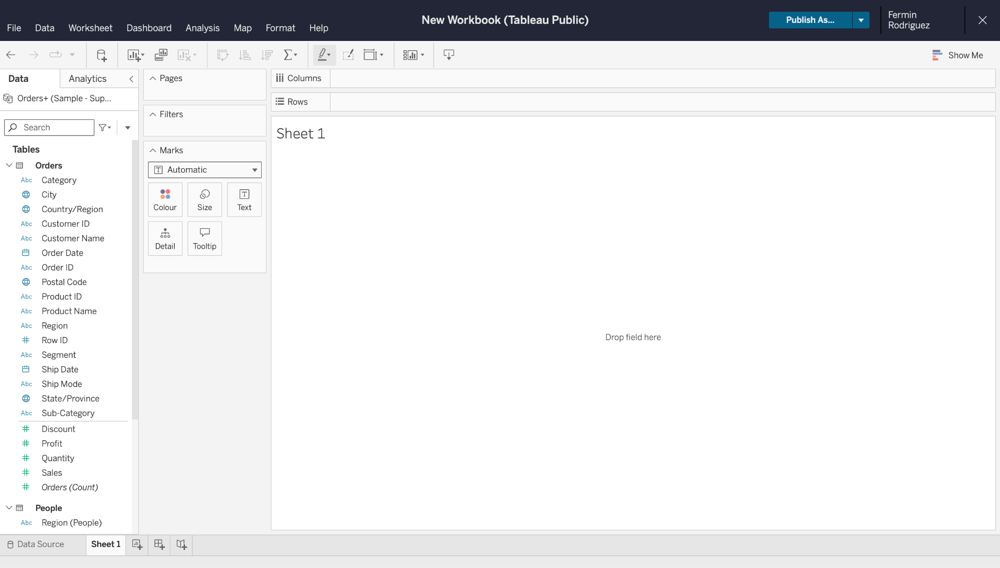 New Workbook (Tableau Public)
File Data Worksheet Dashboard Analysis Map Format Help
Publish As...
Fermin
Rodriguez
Show Me
Data Analytics
Orders+ (Sample - Sup...
Search
Tables
Orders
Abc Category
City
Country/Region
Abc Customer ID
Abc Customer Name
Order Date
Abc Order ID
Postal Code
Abc Product ID
Abc Product Name
Abc Region
Row ID
Abc Segment
Ship Date
Abc Ship Mode
State/Province
Abc Sub-Category
Discount
Profit
Quantity
Sales
Orders (Count)
People
Abc Region (People)
Pages
Filters
Marks
T Automatic
Colour Size T Text
Detail Tooltip
Columns
Rows
Sheet 1
Drop field here
Data Source Sheet 1